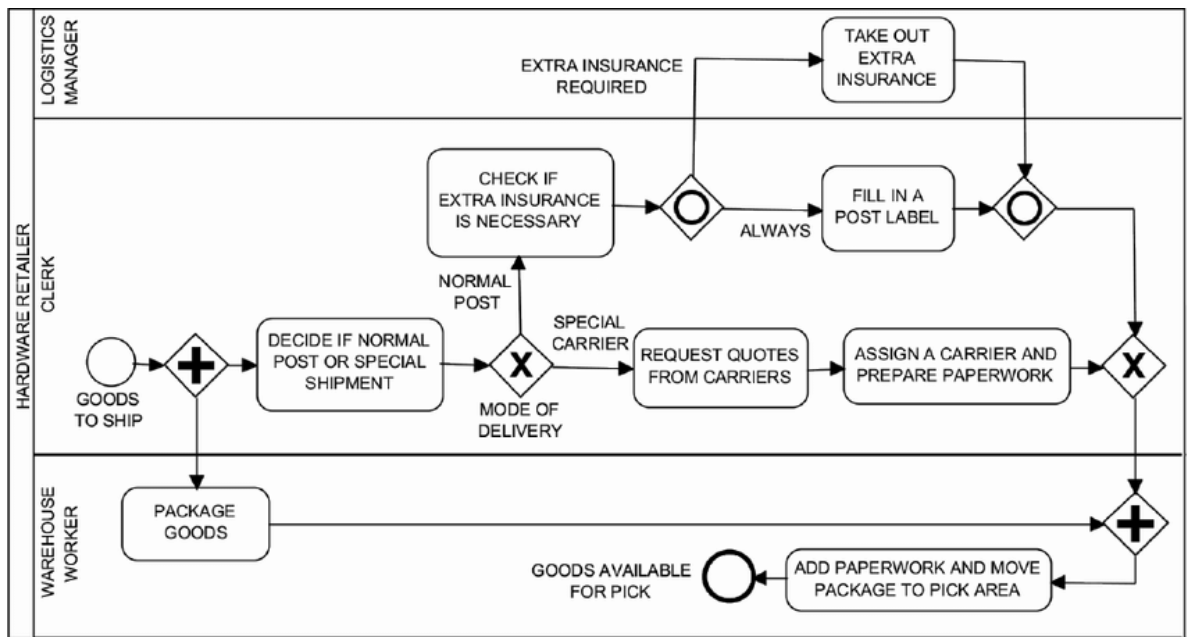 HARDWARE RETAILER
LOGISTICS
MANAGER
EXTRA INSURANCE
REQUIRED
TAKE OUT
EXTRA
INSURANCE
CLERK
CHECK IF
EXTRA INSURANCE
IS NECESSARY
ALWAYS
FILL IN A
POST LABEL
NORMAL
POST
GOODS
TO SHIP
DECIDE IF NORMAL
POST OR SPECIAL
SHIPMENT
X
MODE OF
DELIVERY
SPECIAL
CARRIER
REQUEST QUOTES
FROM CARRIERS
ASSIGN A CARRIER AND
PREPARE PAPERWORK
X
WAREHOUSE
WORKER
PACKAGE
GOODS
GOODS AVAILABLE
FOR PICK
ADD PAPERWORK AND MOVE
PACKAGE TO PICK AREA